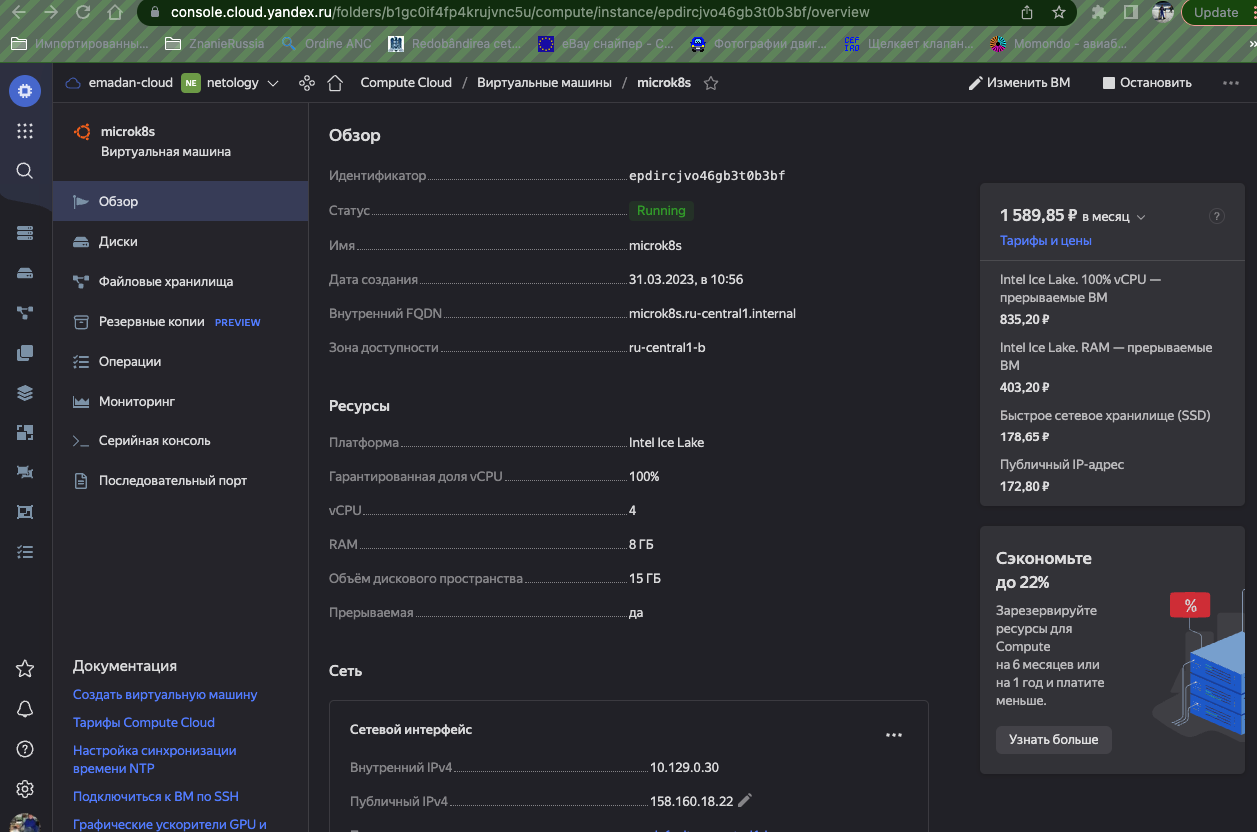 console.cloud.yandex.ru/folders/b1gc0if4fp4krujvnc5u/compute/instance/epdircjvo46gb3t0b3bf/overview
Update
Импортированны...
ZnanieRussia
Ordine ANC
Redobândirea cet...
eBay снайпер - С...
Фотографии двиг...
Щелкает клапан...
Momondo - авиаб...
emadan-cloud
NE
netology
Compute Cloud / Виртуальные машины / microk8s
Изменить ВМ
Остановить
microk8s
Виртуальная машина
Обзор
Диски
Файловые хранилища
Резервные копии PREVIEW
Операции
Мониторинг
Серийная консоль
Последовательный порт
Документация
Создать виртуальную машину
Тарифы Compute Cloud
Настройка синхронизации
времени NTP
Подключиться к ВМ по SSH
Графические ускорители GPU и
Обзор
Идентификатор epdircjvo46gb3t0b3bf
Статус Running
Имя microk8s
Дата создания 31.03.2023, в 10:56
Внутренний FQDN microk8s.ru-central1.internal
Зона доступности ru-central1-b
Ресурсы
Платформа Intel Ice Lake
Гарантированная доля vCPU 100%
vCPU 4
RAM 8 ГБ
Объём дискового пространства 15 ГБ
Прерываемая да
Сеть
Сетевой интерфейс
Внутренний IPv4 10.129.0.30
Публичный IPv4 158.160.18.22
1 589,85 ₽ в месяц
Тарифы и цены
Intel Ice Lake. 100% vCPU —
прерываемые ВМ
835,20 ₽
Intel Ice Lake. RAM — прерываемые
ВМ
403,20 ₽
Быстрое сетевое хранилище (SSD)
178,65 ₽
Публичный IP-адрес
172,80 ₽
Сэкономьте
до 22%
Зарезервируйте
ресурсы для
Compute
на 6 месяцев или
на 1 год и платите
меньше.
%
Узнать больше